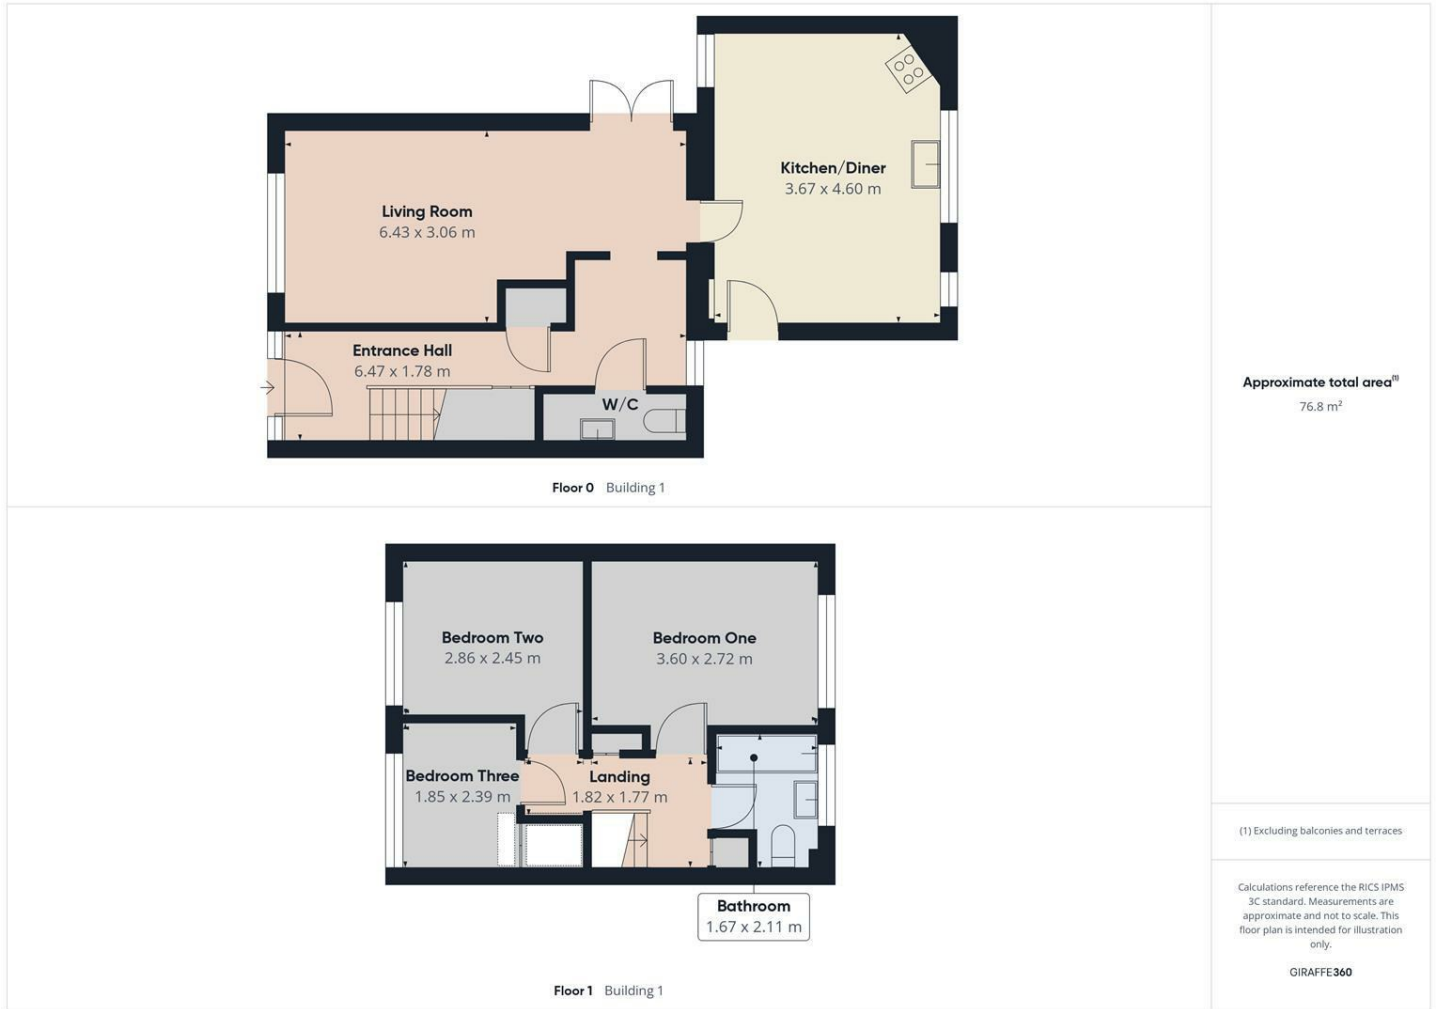 Kitchen/Diner
3.67 x 4.60 m
Living Room
6.43 x 3.06 m
Entrance Hall
6.47 x 1.78 m
W/C
Floor 0 Building 1
Bedroom Two
2.86 x 2.45 m
Bedroom One
3.60 x 2.72 m
Bedroom Three
1.85 x 2.39 m
Landing
1.82 x 1.77 m
Bathroom
1.67 x 2.11 m
Floor 1 Building 1
Approximate total area(1)
76.8 m²
(1) Excluding balconies and terraces
Calculations reference the RICS IPMS
3C standard. Measurements are
approximate and not to scale. This
floor plan is intended for illustration
only.
GIRAFFE360